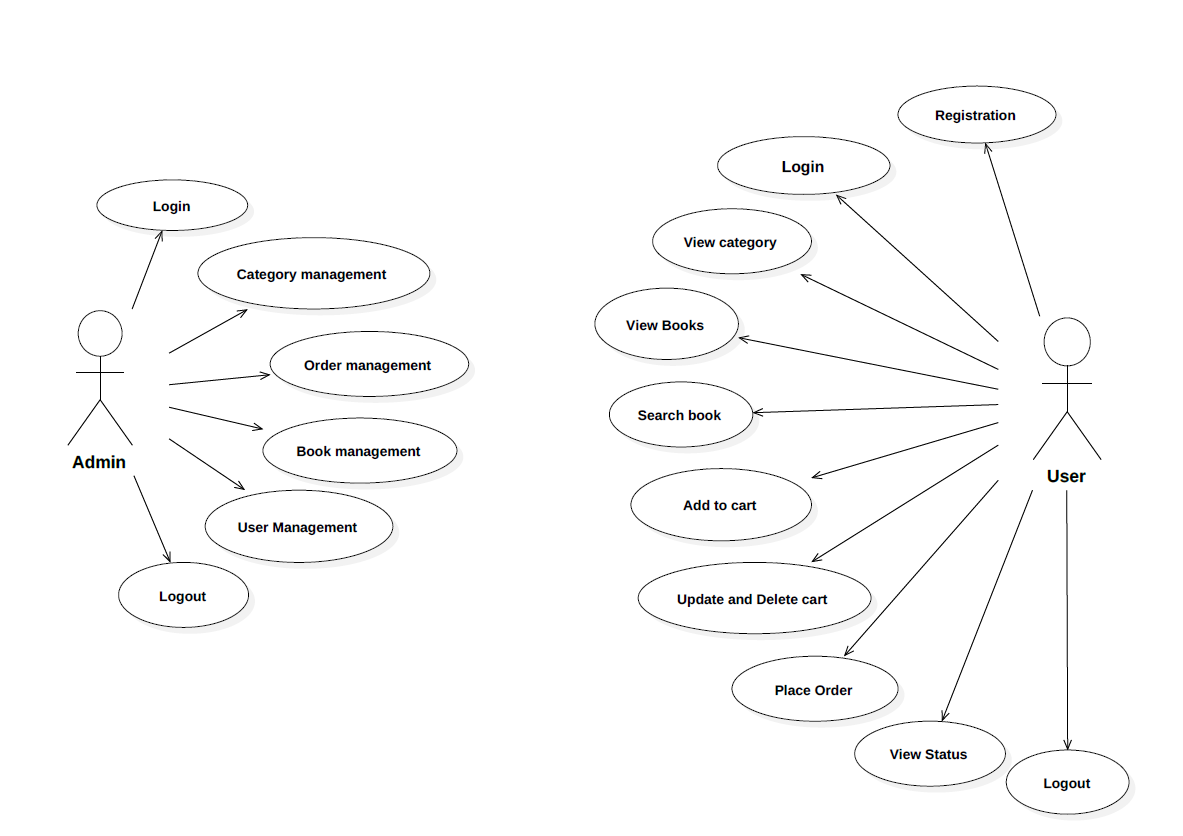 Login
Category management
Order management
Book management
Admin
User Management
Logout
Registration
Login
View category
View Books
Search book
User
Add to cart
Update and Delete cart
Place Order
View Status
Logout